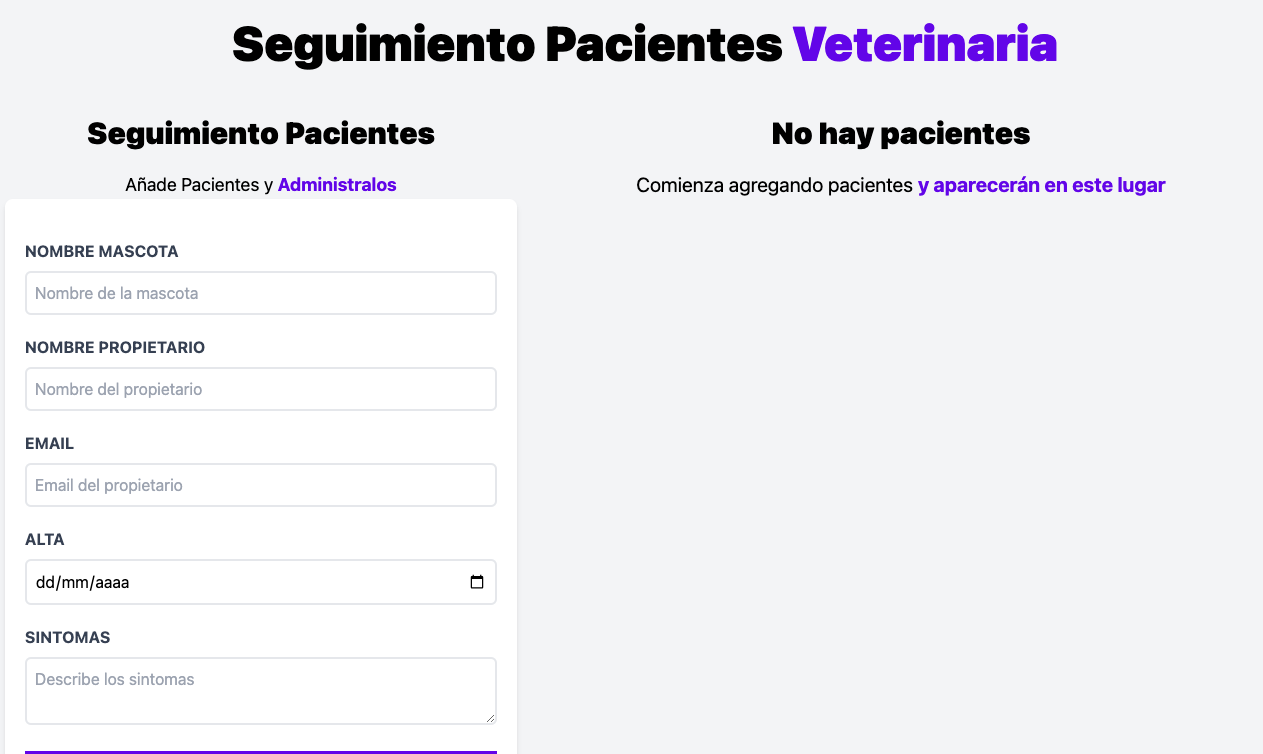 Seguimiento Pacientes Veterinaria
Seguimiento Pacientes
Añade Pacientes y Administralos
NOMBRE MASCOTA
Nombre de la mascota
NOMBRE PROPIETARIO
Nombre del propietario
EMAIL
Email del propietario
ALTA
dd/mm/aaaa
SINTOMAS
Describe los sintomas
No hay pacientes
Comienza agregando pacientes y aparecerán en este lugar